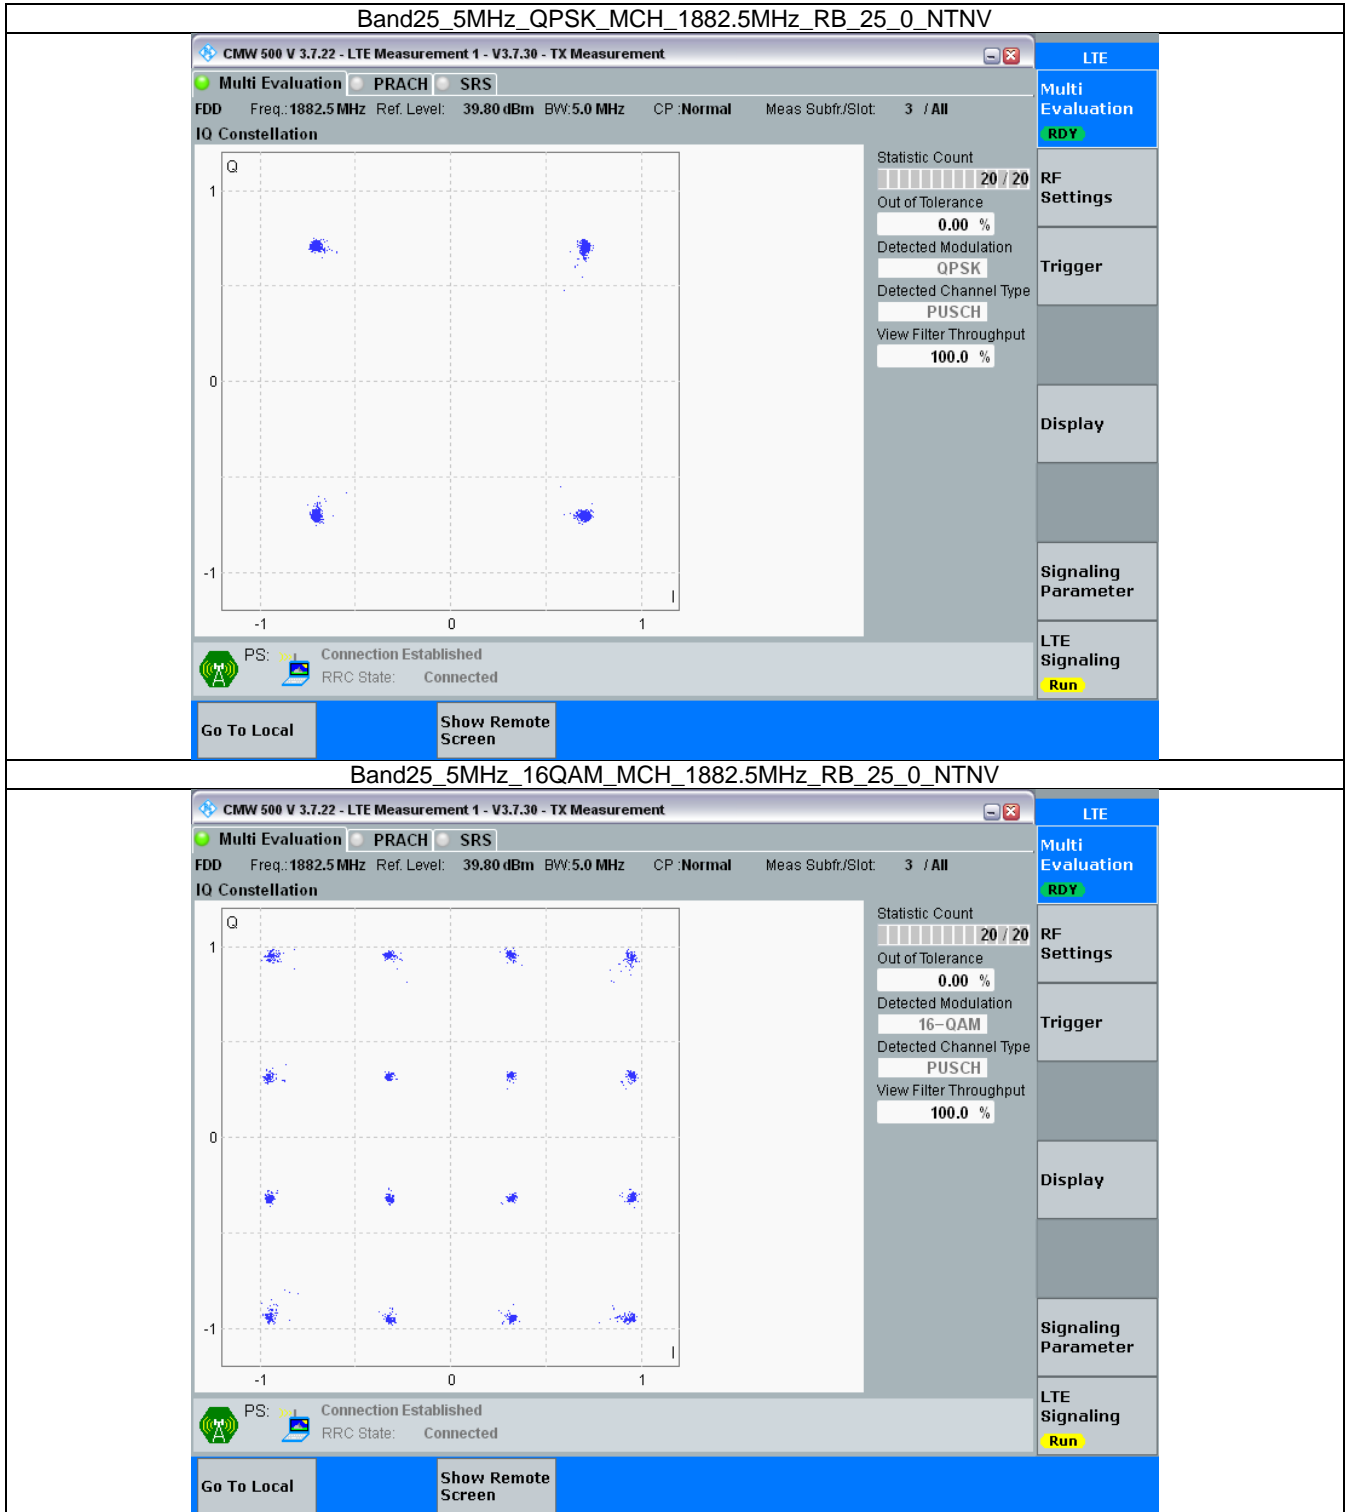 Band25_5MHz_QPSK_MCH_1882.5MHz_RB_25_0_NTNV
CMW 500 V 3.7.22 - LTE Measurement 1 - V3.7.30 - TX Measurement
LTE
Multi Evaluation PRACH SRS
Multi
Evaluation
RDY
FDD Freq.:1882.5 MHz Ref. Level: 39.80 dBm BW:5.0 MHz CP :Normal Meas Subfr./Slot: 3 / All
IQ Constellation
Q
1
0
-1
I
-1 0 1
Statistic Count
20 / 20
Out of Tolerance
0.00 %
Detected Modulation
QPSK
Detected Channel Type
PUSCH
View Filter Throughput
100.0 %
RF
Settings
Trigger
Display
Signaling
Parameter
LTE
Signaling
Run
PS: Connection Established
RRC State: Connected
Go To Local
Show Remote
Screen
Band25_5MHz_16QAM_MCH_1882.5MHz_RB_25_0_NTNV
CMW 500 V 3.7.22 - LTE Measurement 1 - V3.7.30 - TX Measurement
LTE
Multi Evaluation PRACH SRS
Multi
Evaluation
RDY
FDD Freq.:1882.5 MHz Ref. Level: 39.80 dBm BW:5.0 MHz CP :Normal Meas Subfr./Slot: 3 / All
IQ Constellation
Q
1
0
-1
I
-1 0 1
Statistic Count
20 / 20
Out of Tolerance
0.00 %
Detected Modulation
16-QAM
Detected Channel Type
PUSCH
View Filter Throughput
100.0 %
RF
Settings
Trigger
Display
Signaling
Parameter
LTE
Signaling
Run
PS: Connection Established
RRC State: Connected
Go To Local
Show Remote
Screen